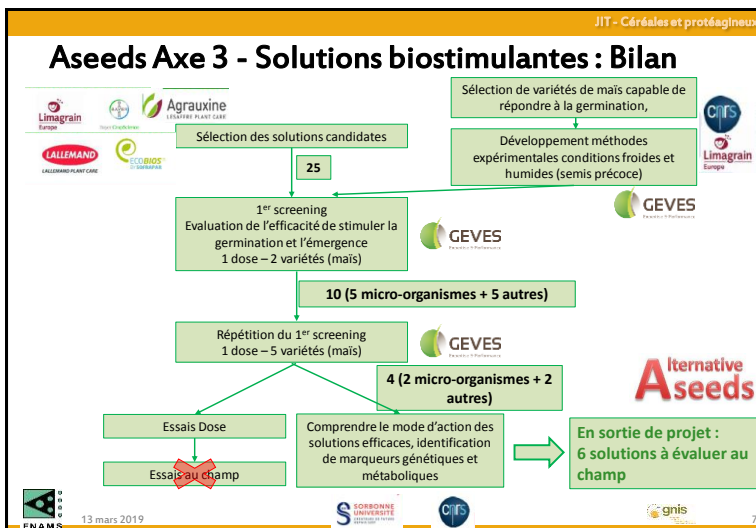 JIT - Céréales et protéagineux
Aseeds Axe 3 - Solutions biostimulantes : Bilan
Limagrain
Europe
Agrauxine
LESAFFRE PLANT CARE
LALLEMAND
LALLEMAND PLANT CARE
ECOBIOS
Sélection des solutions candidates
25
Sélection de variétés de maïs capable de
répondre à la germination,
Développement méthodes
expérimentales conditions froides et
humides (semis précoce)
cnrs
Limagrain
Europe
GEVES
1er screening
Evaluation de l'efficacité de stimuler la
germination et l'émergence
1 dose – 2 variétés (maïs)
GEVES
10 (5 micro-organismes + 5 autres)
Répétition du 1er screening
1 dose – 5 variétés (maïs)
GEVES
4 (2 micro-organismes + 2
autres)
Alternative
Aseeds
Essais Dose
Essais au champ
Comprendre le mode d'action des
solutions efficaces, identification
de marqueurs génétiques et
métaboliques
En sortie de projet :
6 solutions à évaluer au
champ
ENAMS
13 mars 2019
SORBONNE
UNIVERSITÉ
cnrs
gnis